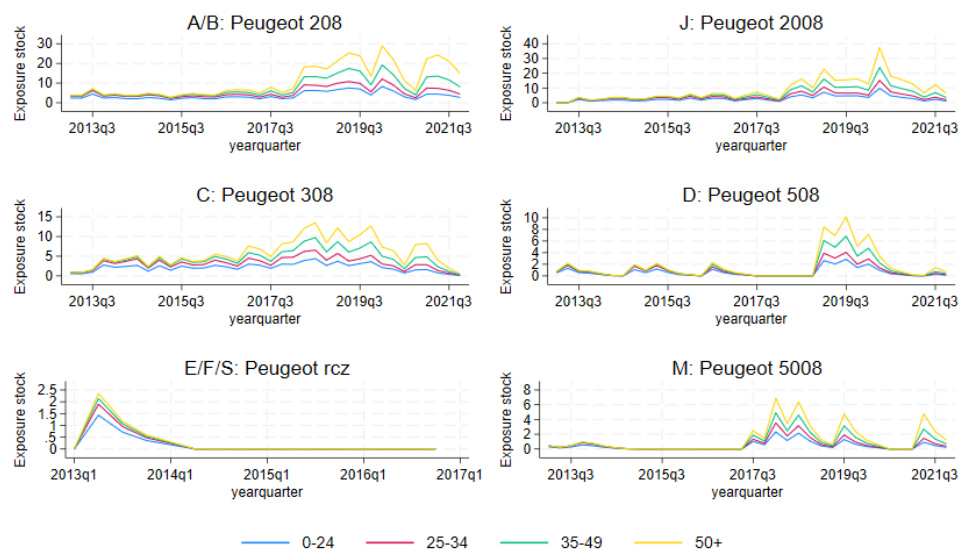 A/B: Peugeot 208
Exposure stock
30
20
10
0
2013q3 2015q3 2017q3 2019q3 2021q3
yearquarter
J: Peugeot 2008
Exposure stock
40
30
20
10
0
2013q3 2015q3 2017q3 2019q3 2021q3
yearquarter
C: Peugeot 308
Exposure stock
15
10
5
0
2013q3 2015q3 2017q3 2019q3 2021q3
yearquarter
D: Peugeot 508
Exposure stock
10
8
6
4
2
0
2013q3 2015q3 2017q3 2019q3 2021q3
yearquarter
E/F/S: Peugeot rcz
Exposure stock
2.5
2
1.5
1
.5
0
2013q1 2014q1 2015q1 2016q1 2017q1
yearquarter
M: Peugeot 5008
Exposure stock
8
6
4
2
0
2013q3 2015q3 2017q3 2019q3 2021q3
yearquarter
0-24 25-34 35-49 50+